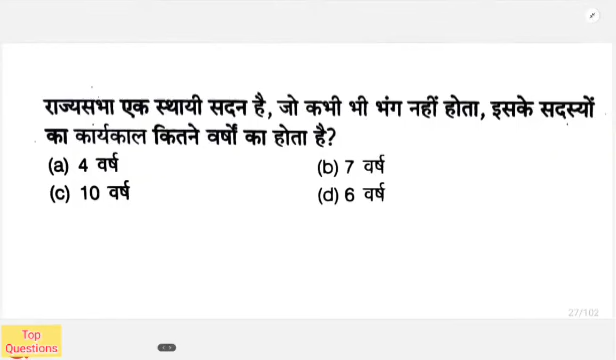 राज्यसभा एक स्थायी सदन है, जो कभी भी भंग नहीं होता, इसके सदस्यों
का कार्यकाल कितने वर्षों का होता है?
(a) 4 वर्ष (b) 7 वर्ष
(c) 10 वर्ष (d) 6 वर्ष
27/102
Top
Questions